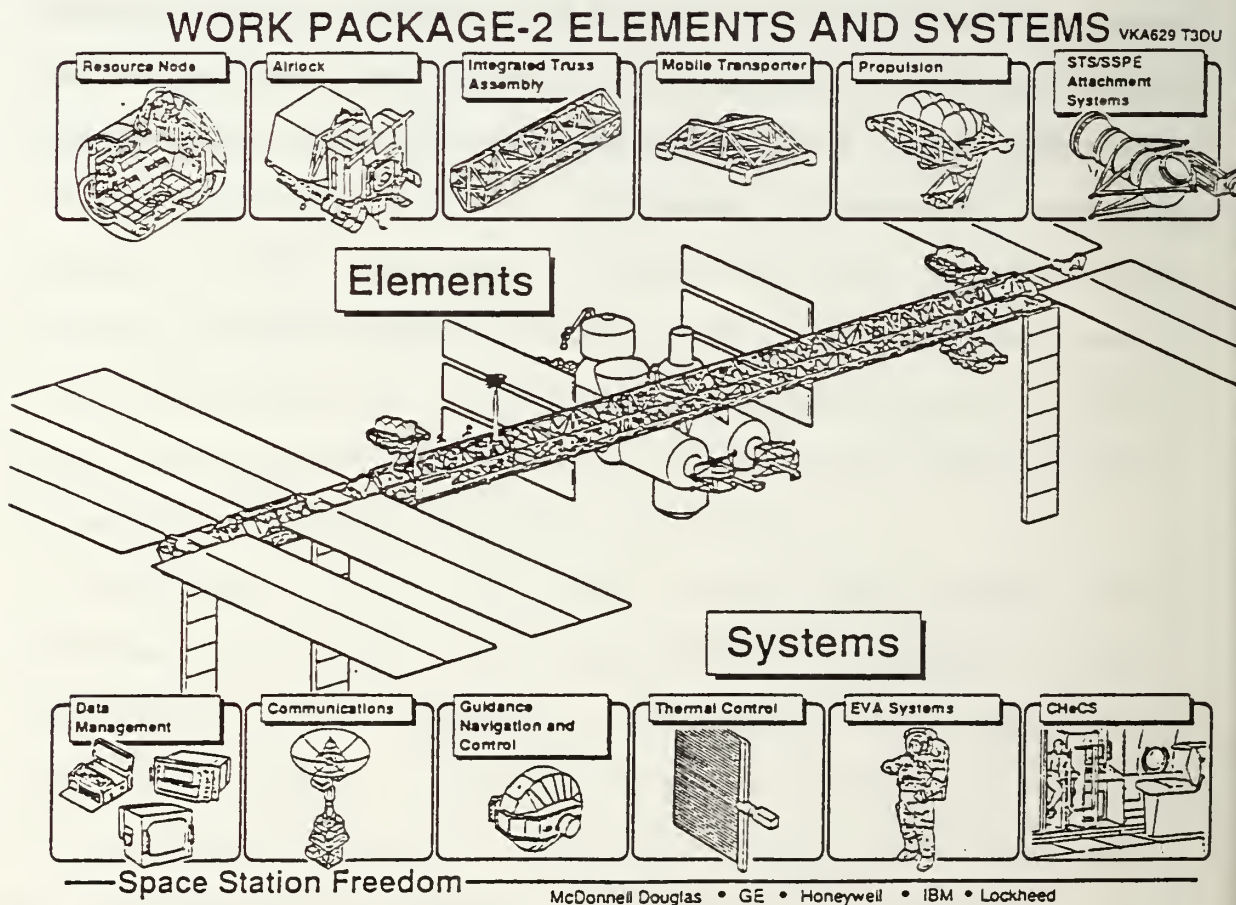 WORK PACKAGE-2 ELEMENTS AND SYSTEMS VKA629 T3DU
Resource Node
Airlock
Integrated Truss
Assembly
Mobile Transporter
Propulsion
STS/SSPE
Attachment
Systems
Elements
Systems
Data
Management
Communications
Guidance
Navigation and
Control
Thermal Control
EVA Systems
CHeCS
Space Station Freedom
McDonnell Douglas • GE • Honeywell • IBM • Lockheed